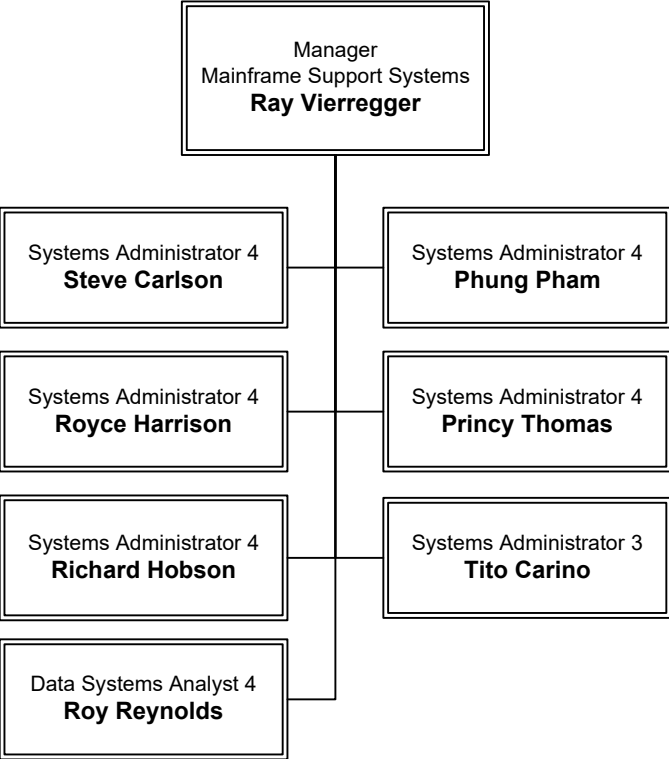 Manager
Mainframe Support Systems
Ray Vierregger
Systems Administrator 4
Steve Carlson
Systems Administrator 4
Phung Pham
Systems Administrator 4
Royce Harrison
Systems Administrator 4
Princy Thomas
Systems Administrator 4
Richard Hobson
Systems Administrator 3
Tito Carino
Data Systems Analyst 4
Roy Reynolds